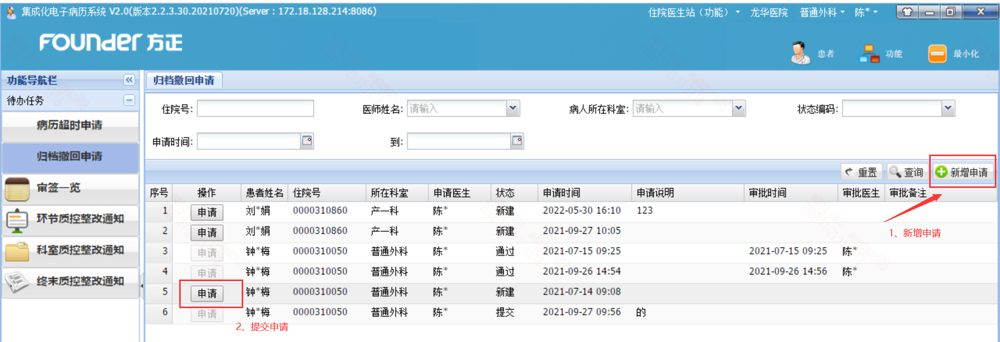 集成化电子病历系统 V2.0(版本2.2.3.30.20210720)(Server : 172.18.128.214:8086)
住院医生站（功能） 龙华医院 普通外科 陈*
FOUNDER 方正
患者 功能 最小化
功能导航栏
待办任务
病历超时申请
归档撤回申请
审签一览
环节质控整改通知
科室质控整改通知
终末质控整改通知
归档撤回申请
住院号: 医师姓名: 请输入 病人所在科室: 请输入 状态编码:
申请时间: 到:
重置 查询 新增申请
序号 操作 患者姓名 住院号 所在科室 申请医生 状态 申请时间 申请说明 审批时间 审批医生 审批备注
1 申请 刘*娟 0000310860 产一科 陈* 新建 2022-05-30 16:10 123
2 申请 刘*娟 0000310860 产一科 陈* 新建 2021-09-27 10:05
3 申请 钟*梅 0000310050 普通外科 陈* 通过 2021-07-15 09:25 2021-07-15 09:25 陈*
4 申请 钟*梅 0000310050 普通外科 陈* 通过 2021-09-26 14:54 2021-09-26 14:56 陈*
5 申请 钟*梅 0000310050 普通外科 陈* 新建 2021-07-14 09:08
6 申请 钟*梅 0000310050 普通外科 陈* 提交 2021-09-27 09:56 的
1、新增申请
2、提交申请